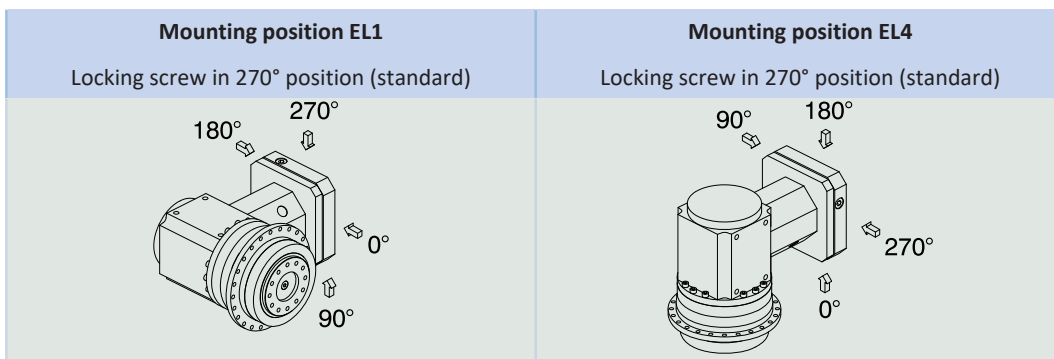 Mounting position EL1
Locking screw in 270° position (standard)
270°
180°
0°
90°
Mounting position EL4
Locking screw in 270° position (standard)
180°
90°
270°
0°